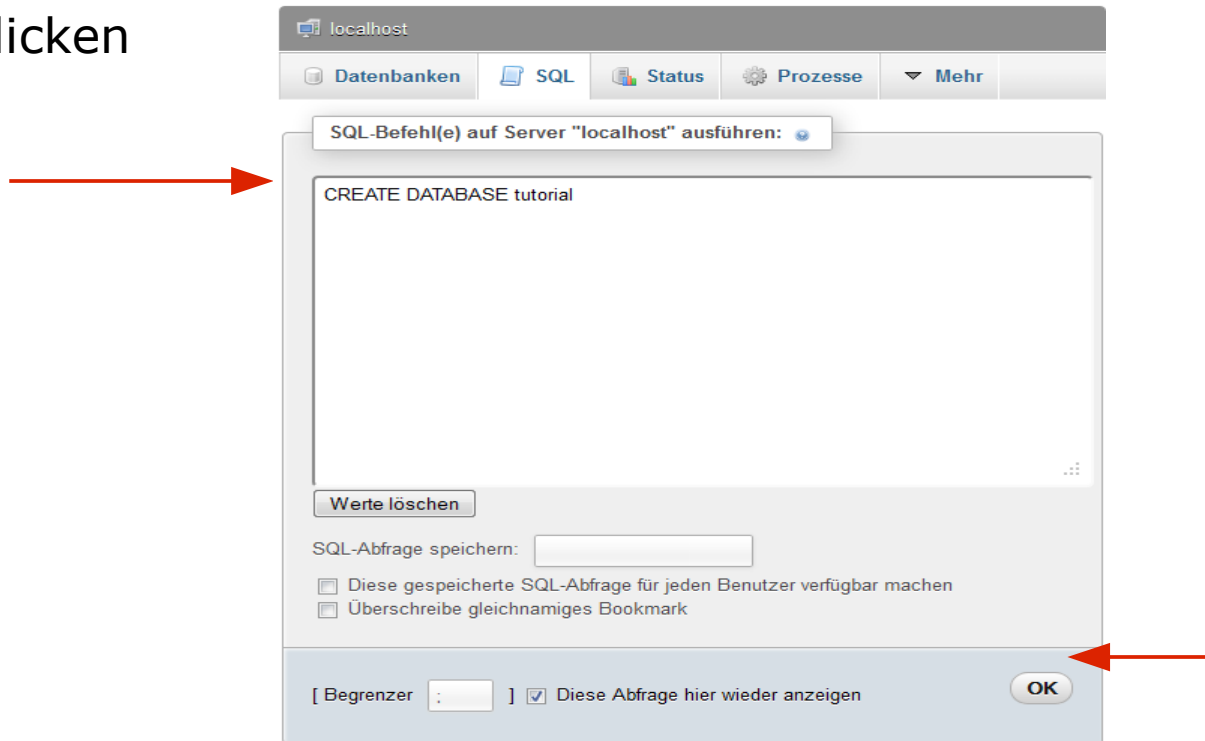 localhost
Datenbanken SQL Status Prozesse Mehr
SQL-Befehl(e) auf Server "localhost" ausführen:
CREATE DATABASE tutorial
Werte löschen
SQL-Abfrage speichern:
Diese gespeicherte SQL-Abfrage für jeden Benutzer verfügbar machen
Überschreibe gleichnamiges Bookmark
[ Begrenzer ; ] Diese Abfrage hier wieder anzeigen OK